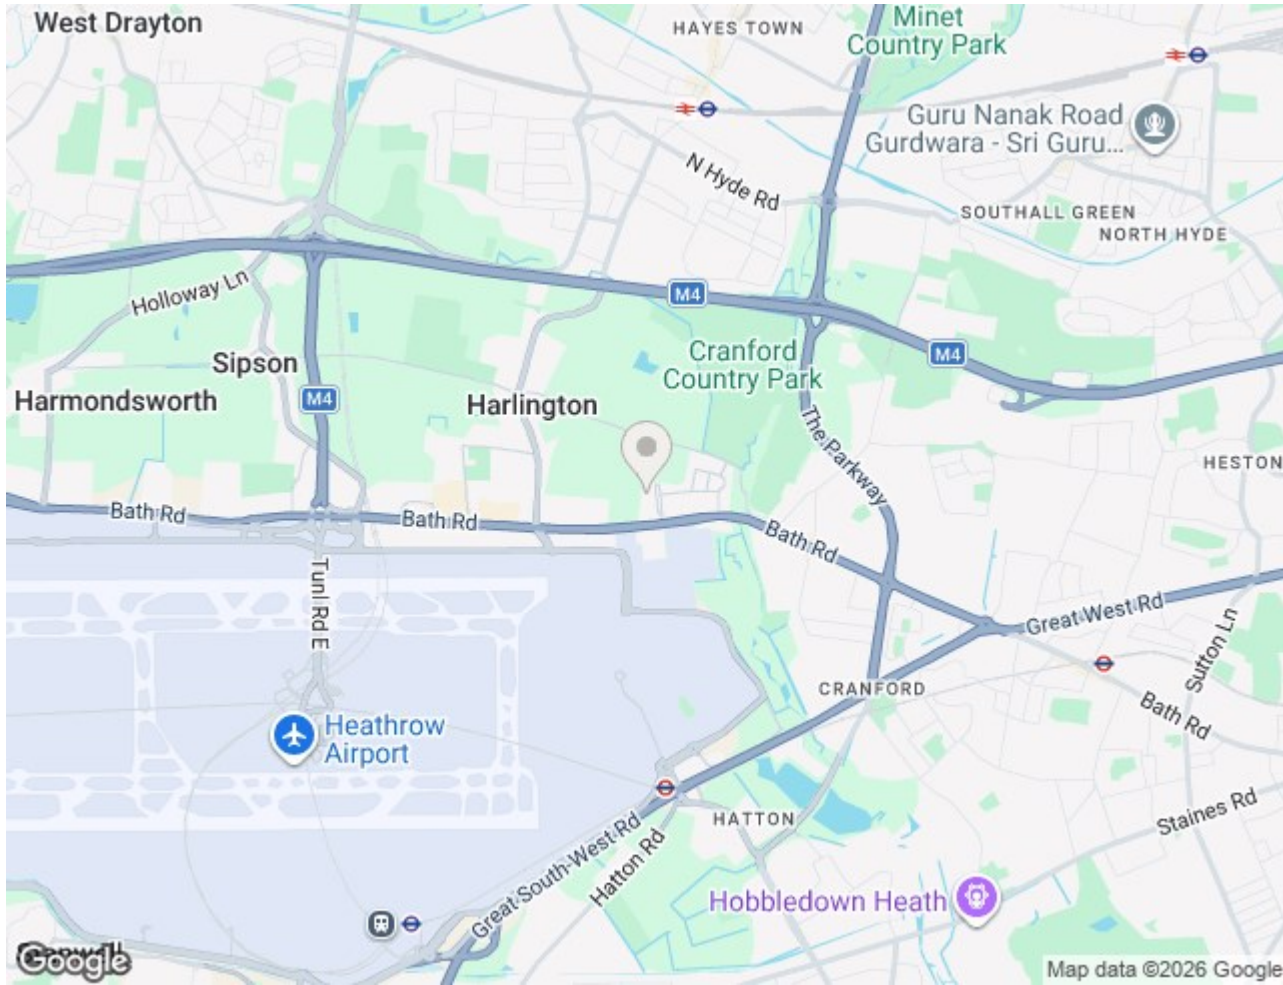 West Drayton
HAYES TOWN
Minet
Country Park
Guru Nanak Road
Gurdwara - Sri Guru...
N Hyde Rd
SOUTHALL GREEN
NORTH HYDE
Holloway Ln
M4
Sipson
Cranford
Country Park
M4
Harmondsworth
M4
Harlington
The Parkway
HESTON
Bath Rd
Bath Rd
Bath Rd
Tunl Rd E
Great West Rd
Sutton Ln
CRANFORD
Bath Rd
Heathrow
Airport
HATTON
Staines Rd
Great South-West Rd
Hatton Rd
Hobbledown Heath
Google
Map data ©2026 Google